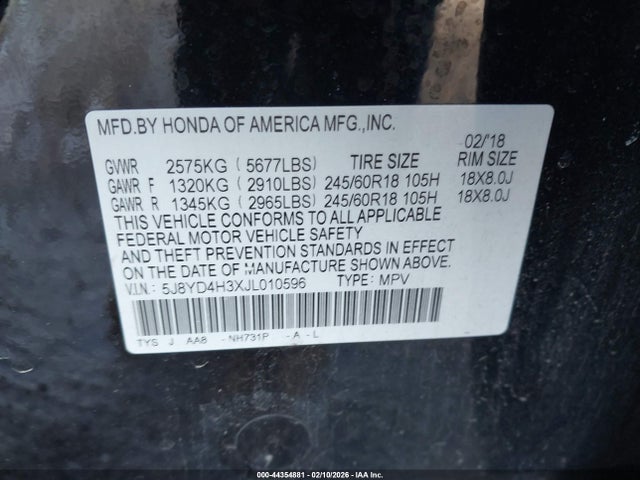 MFD.BY HONDA OF AMERICA MFG.,INC.
02/'18
GVWR 2575KG (5677LBS) TIRE SIZE RIM SIZE
GAWR F 1320KG (2910LBS) 245/60R18 105H 18X8.0J
GAWR R 1345KG (2965LBS) 245/60R18 105H 18X8.0J
THIS VEHICLE CONFORMS TO ALL APPLICABLE
FEDERAL MOTOR VEHICLE SAFETY
AND THEFT PREVENTION STANDARDS IN EFFECT
ON THE DATE OF MANUFACTURE SHOWN ABOVE.
V.I.N.: 5J8YD4H3XJL010596 TYPE: MPV
TYS J AA8 -NH731P -A -L
000-44354881 - 02/10/2026 - IAA Inc.